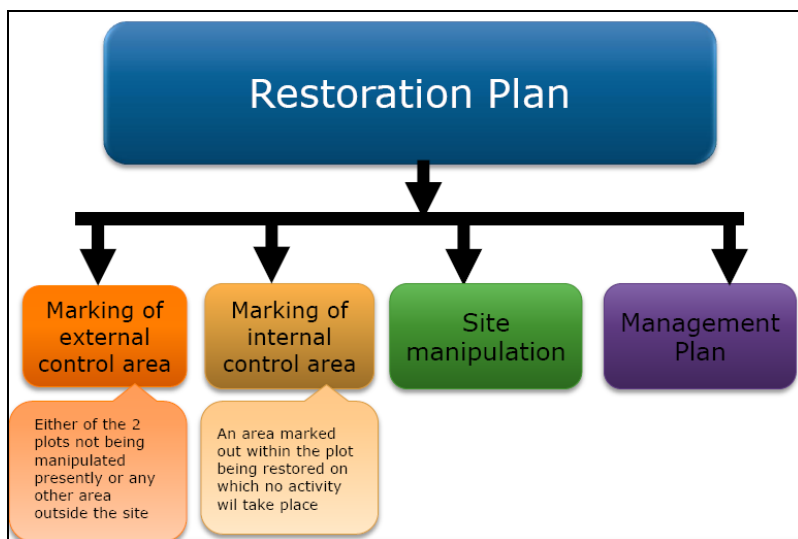 Restoration Plan
Marking of
external
control area
Marking of
internal
control area
Site
manipulation
Management
Plan
Either of the 2
plots not being
manipulated
presently or any
other area
outside the site
An area marked
out within the plot
being restored on
which no activity
wil take place